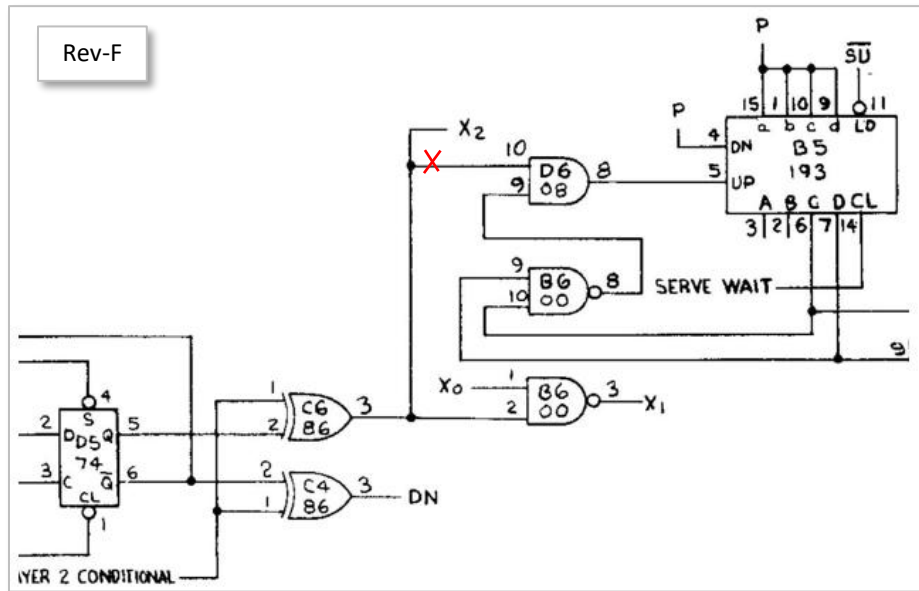 Rev-F
P
S̅U̅
X2
15 1 10 9 11
a b c d LD
P
4 DN B5
193
5 UP
A B C D CL
3 2 6 7 14
10
9
D6
08
8
9
10
B6
00
8
SERVE WAIT
X
X0
1
2
B6
00
3
X1
4
S
2 D D5 Q 5
74
3 C Q̅ 6
CL
1
1
2
C6
86
3
2
1
C4
86
3
DN
AYER 2 CONDITIONAL